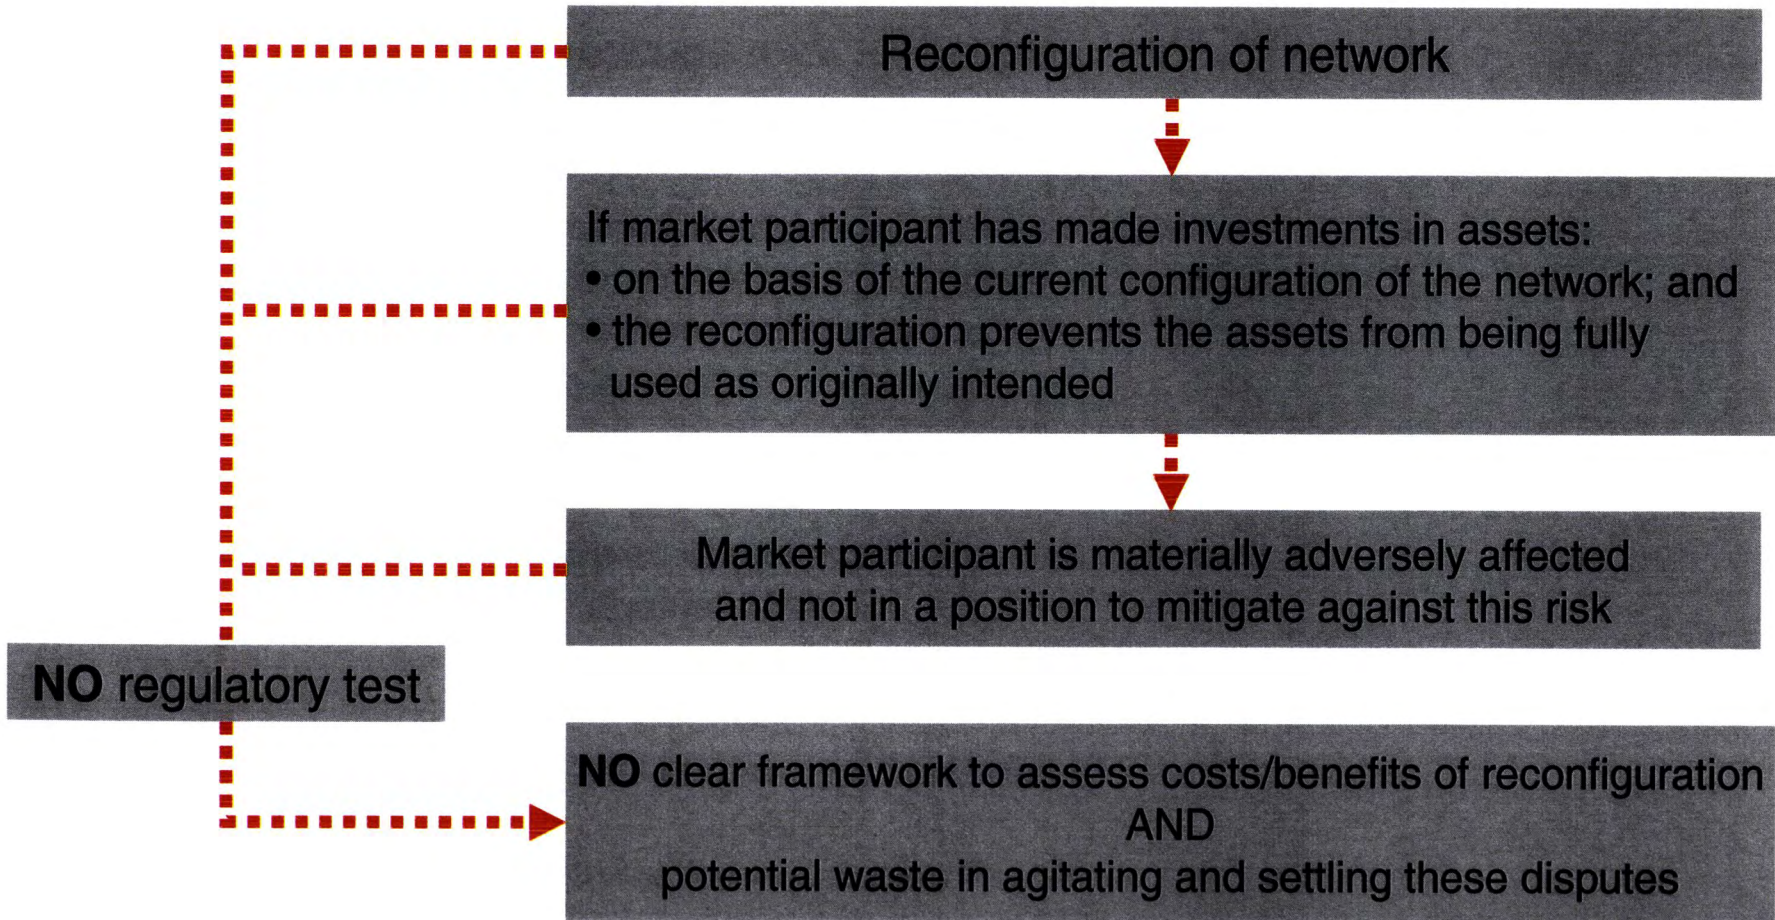 Reconfiguration of network
If market participant has made investments in assets:
• on the basis of the current configuration of the network; and
• the reconfiguration prevents the assets from being fully
used as originally intended
Market participant is materially adversely affected
and not in a position to mitigate against this risk
NO regulatory test
NO clear framework to assess costs/benefits of reconfiguration
AND
potential waste in agitating and settling these disputes